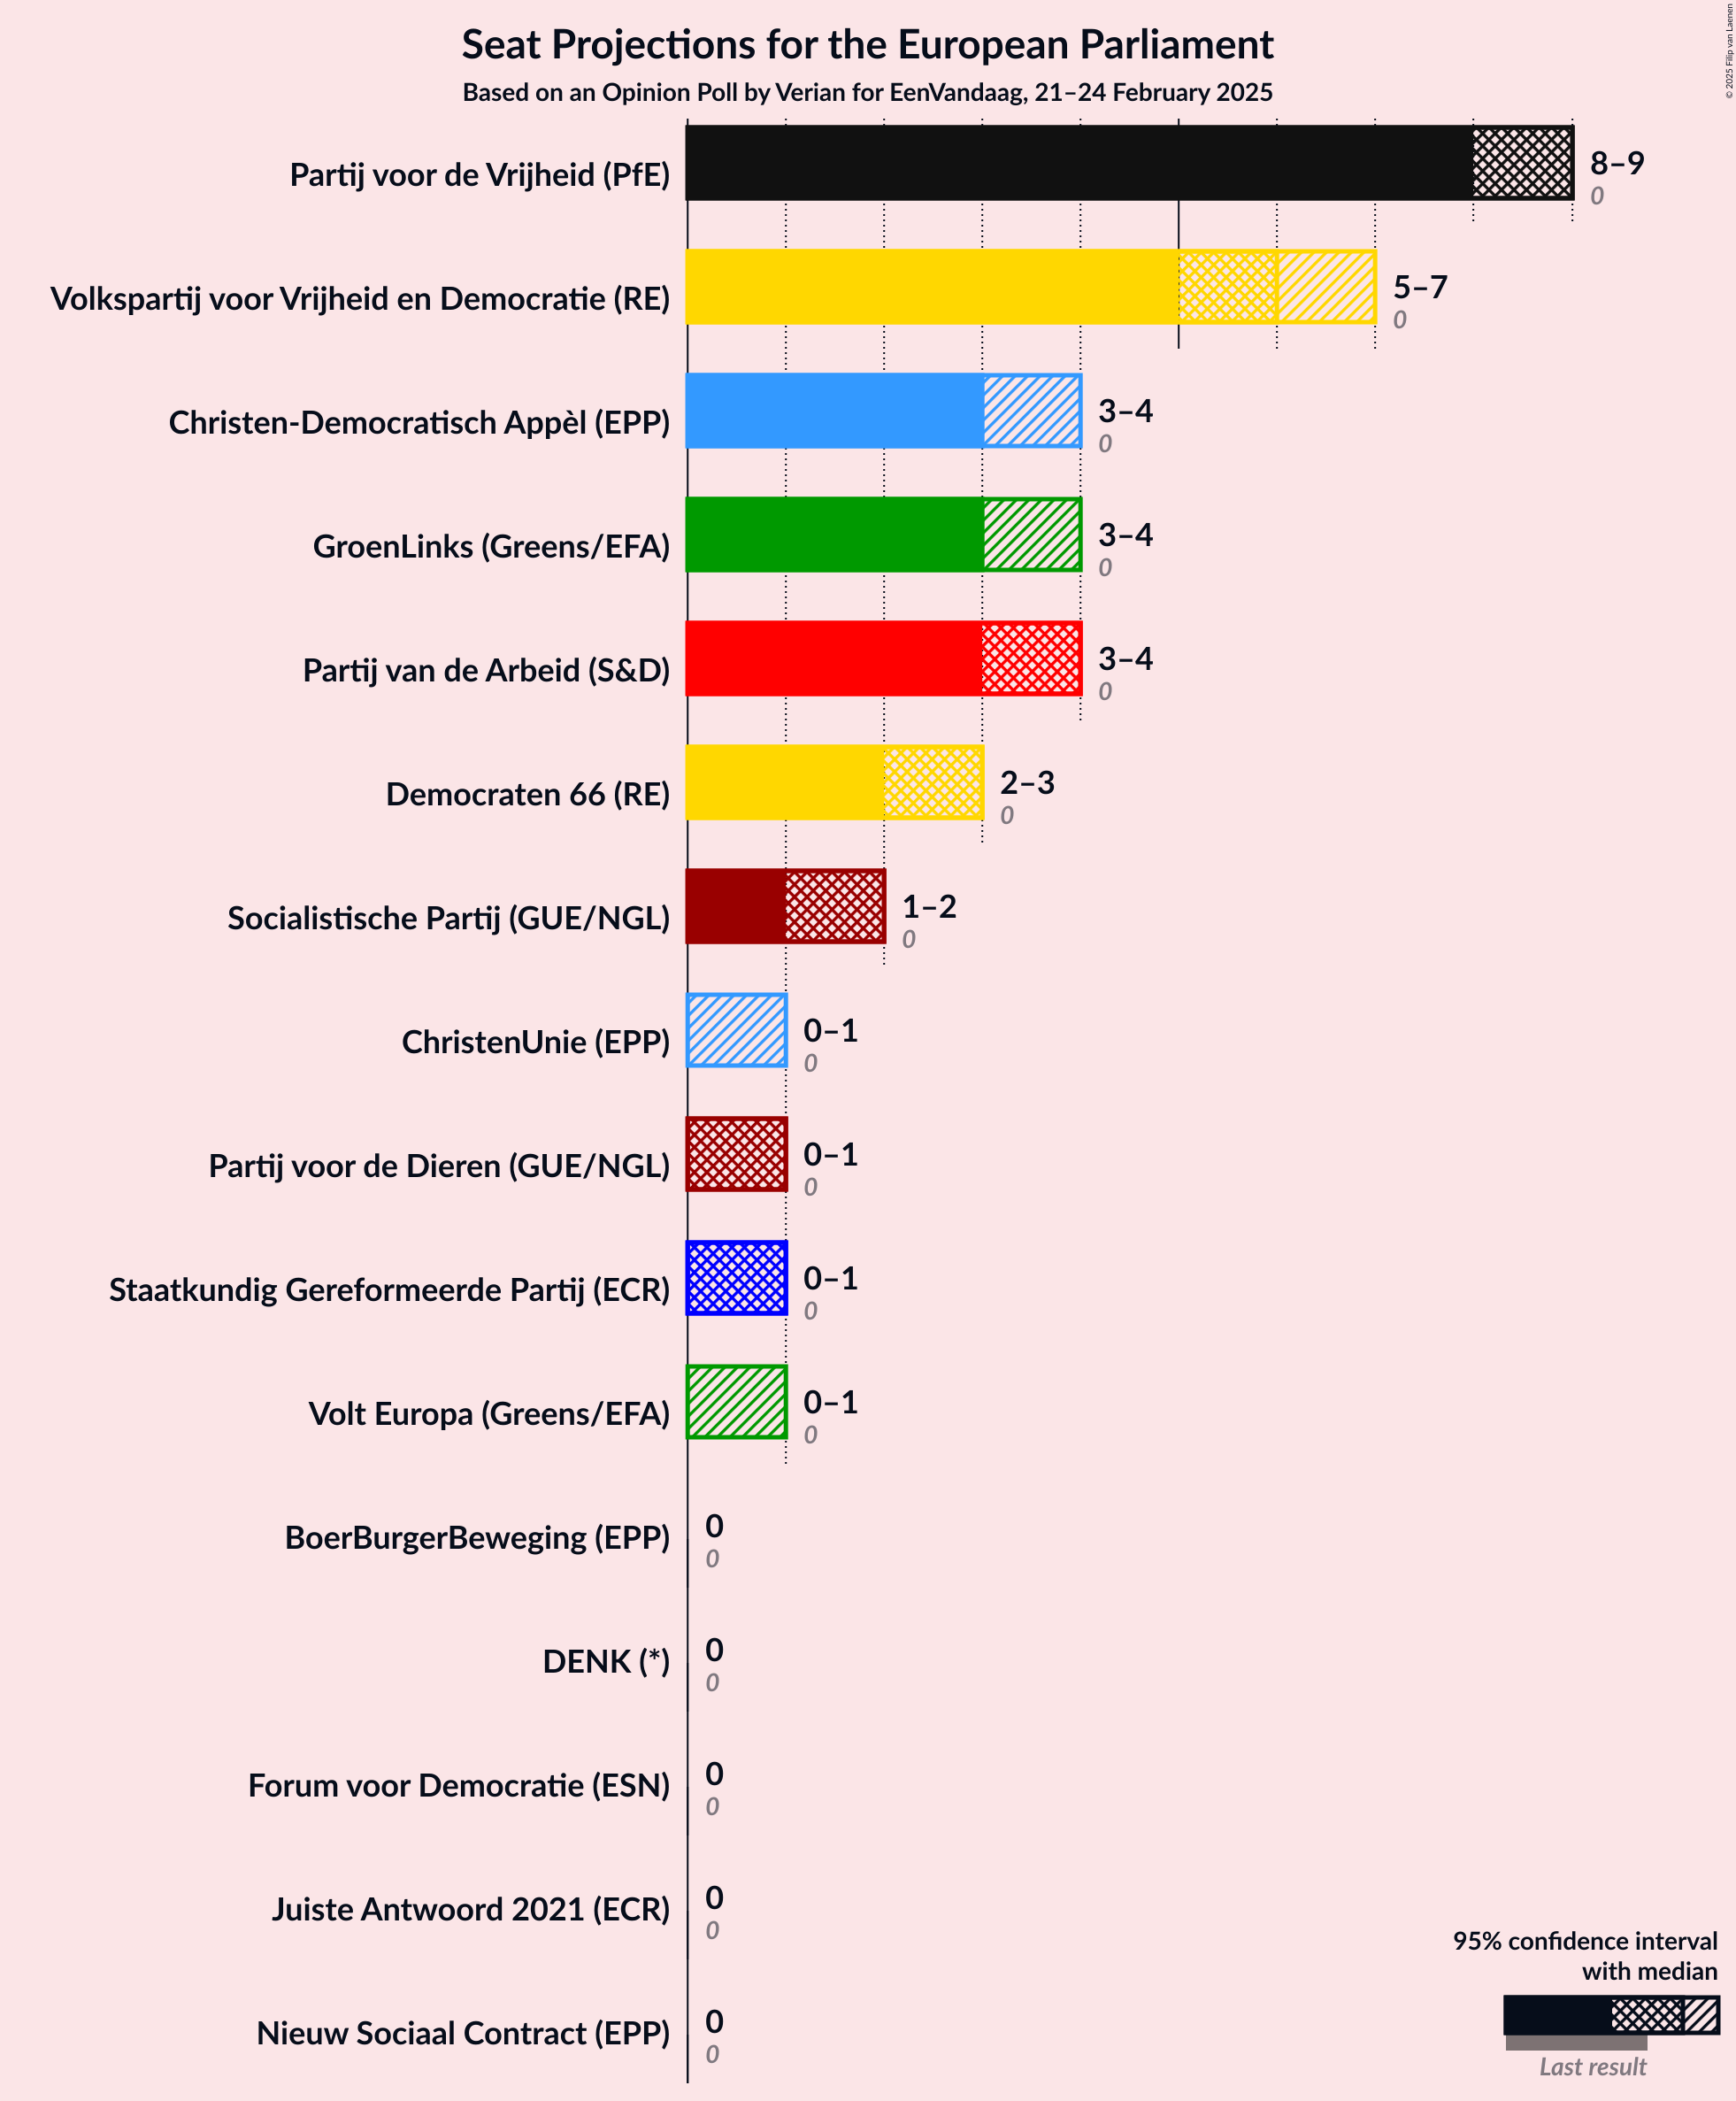 Seat Projections for the European Parliament
Based on an Opinion Poll by Verian for EenVandaag, 21–24 February 2025
© 2025 Filip van Laenen
Partij voor de Vrijheid (PfE)
8–9
0
Volkspartij voor Vrijheid en Democratie (RE)
5–7
0
Christen-Democratisch Appèl (EPP)
3–4
0
GroenLinks (Greens/EFA)
3–4
0
Partij van de Arbeid (S&D)
3–4
0
Democraten 66 (RE)
2–3
0
Socialistische Partij (GUE/NGL)
1–2
0
ChristenUnie (EPP)
0–1
0
Partij voor de Dieren (GUE/NGL)
0–1
0
Staatkundig Gereformeerde Partij (ECR)
0–1
0
Volt Europa (Greens/EFA)
0–1
0
BoerBurgerBeweging (EPP)
0
0
DENK (*)
0
0
Forum voor Democratie (ESN)
0
0
Juiste Antwoord 2021 (ECR)
0
0
Nieuw Sociaal Contract (EPP)
0
0
95% confidence interval
with median
Last result